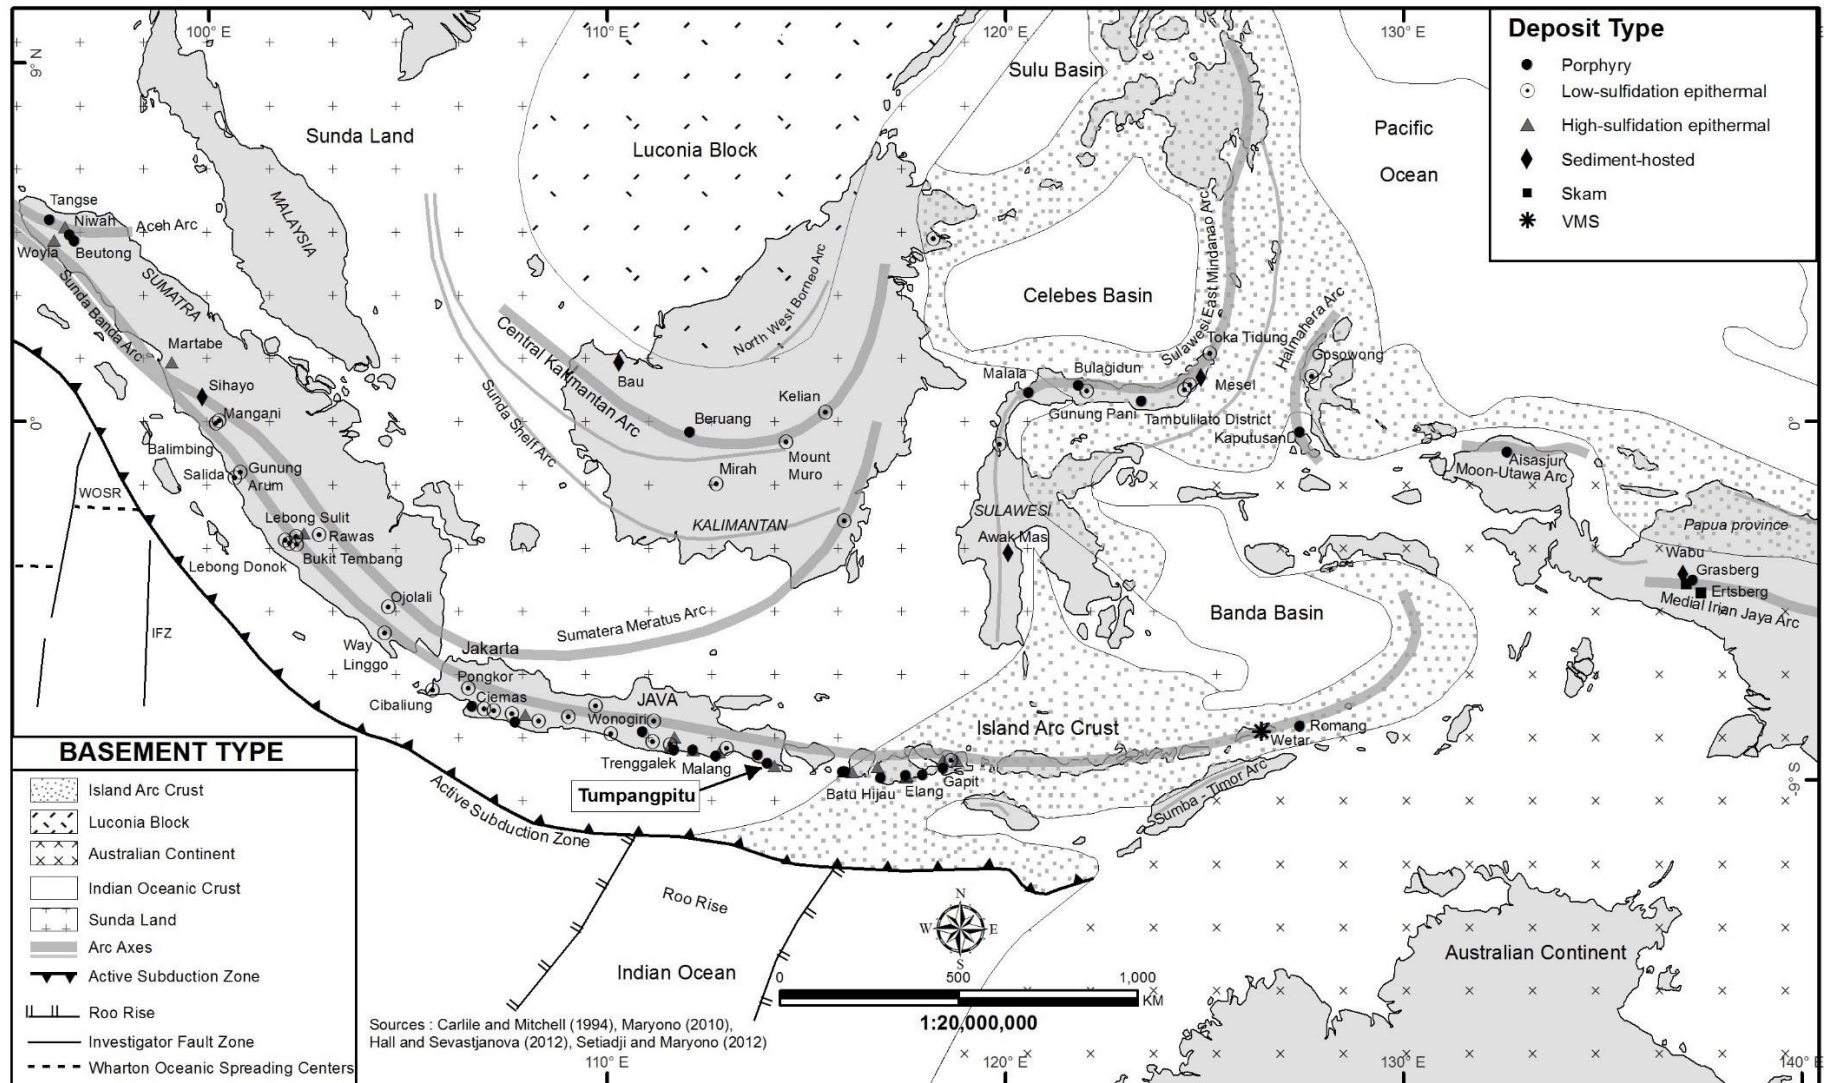 100° E
110° E
120° E
130° E
9° N
Deposit Type
Porphyry
Low-sulfidation epithermal
High-sulfidation epithermal
Sediment-hosted
Skarn
VMS
Sulu Basin
Sunda Land
Luconia Block
Pacific
Ocean
MALAYSIA
Tangse
Niwah
Aceh Arc
Woyla
Beutong
SUMATRA
Sunda Banda Arc
Celebes Basin
North West Borneo Arc
Sulawesi East Mindanao Arc
Halmahera Arc
Toka Tidung
Gosowong
Martabe
Sihayo
Mangani
Central Kalimantan Arc
Bau
Kelian
Beruang
Malala
Bulagidun
Mesel
Gunung Pani
Tambulilato District
Kaputusan
0°
0°
Balimbing
Salida
Gunung
Arum
Sunda Shelf Arc
Mirah
Mount
Muro
Aisasjur
Moon-Utawa Arc
WOSR
Lebong Sulit
Rawas
Bukit Tembang
Lebong Donok
KALIMANTAN
SULAWESI
Awak Mas
Papua province
Wabu
Grasberg
Ertsberg
Medial Irian Jaya Arc
Ojolali
IFZ
Way
Linggo
Jakarta
Sumatera Meratus Arc
Banda Basin
Pongkor
Cibaliung
Ciemas
JAVA
Wonogiri
Island Arc Crust
Romang
Wetar
Trenggalek
Malang
Batu Hijau
Elang
Gapit
Tumpangpitu
Sumba - Timor Arc
-9° S
Active Subduction Zone
BASEMENT TYPE
Island Arc Crust
Luconia Block
Australian Continent
Indian Oceanic Crust
Sunda Land
Arc Axes
Active Subduction Zone
Roo Rise
Investigator Fault Zone
Wharton Oceanic Spreading Centers
Roo Rise
Indian Ocean
N
W
E
S
0
500
1,000
KM
1:20,000,000
Australian Continent
Sources : Carlile and Mitchell (1994), Maryono (2010),
Hall and Sevastjanova (2012), Setiadji and Maryono (2012)
110° E
120° E
130° E
140° E